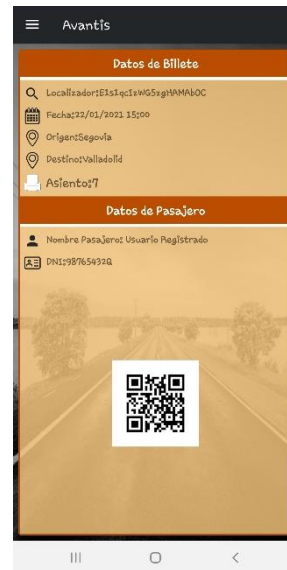 Avantis
Datos de Billete
Localizador:E1s1qcIzWG5zgHAMAbOC
Fecha:22/01/2021 15:00
Origen:Segovia
Destino:Valladolid
Asiento:7
Datos de Pasajero
Nombre Pasajero: Usuario Registrado
DNI:98765432Q